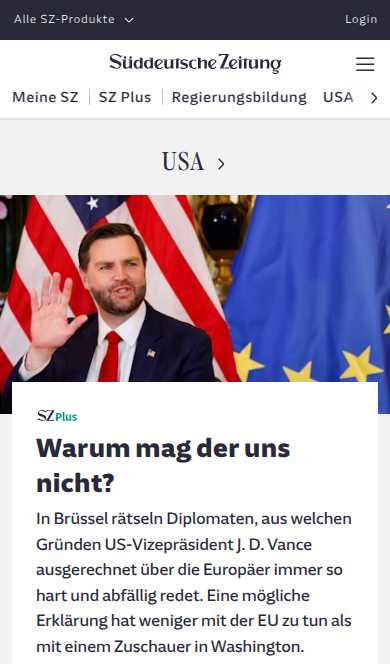 Alle SZ-Produkte
Login
Süddeutsche Zeitung
Meine SZ
SZ Plus
Regierungsbildung
USA
USA
SZ Plus
Warum mag der uns
nicht?
In Brüssel rätseln Diplomaten, aus welchen
Gründen US-Vizepräsident J. D. Vance
ausgerechnet über die Europäer immer so
hart und abfällig redet. Eine mögliche
Erklärung hat weniger mit der EU zu tun als
mit einem Zuschauer in Washington.